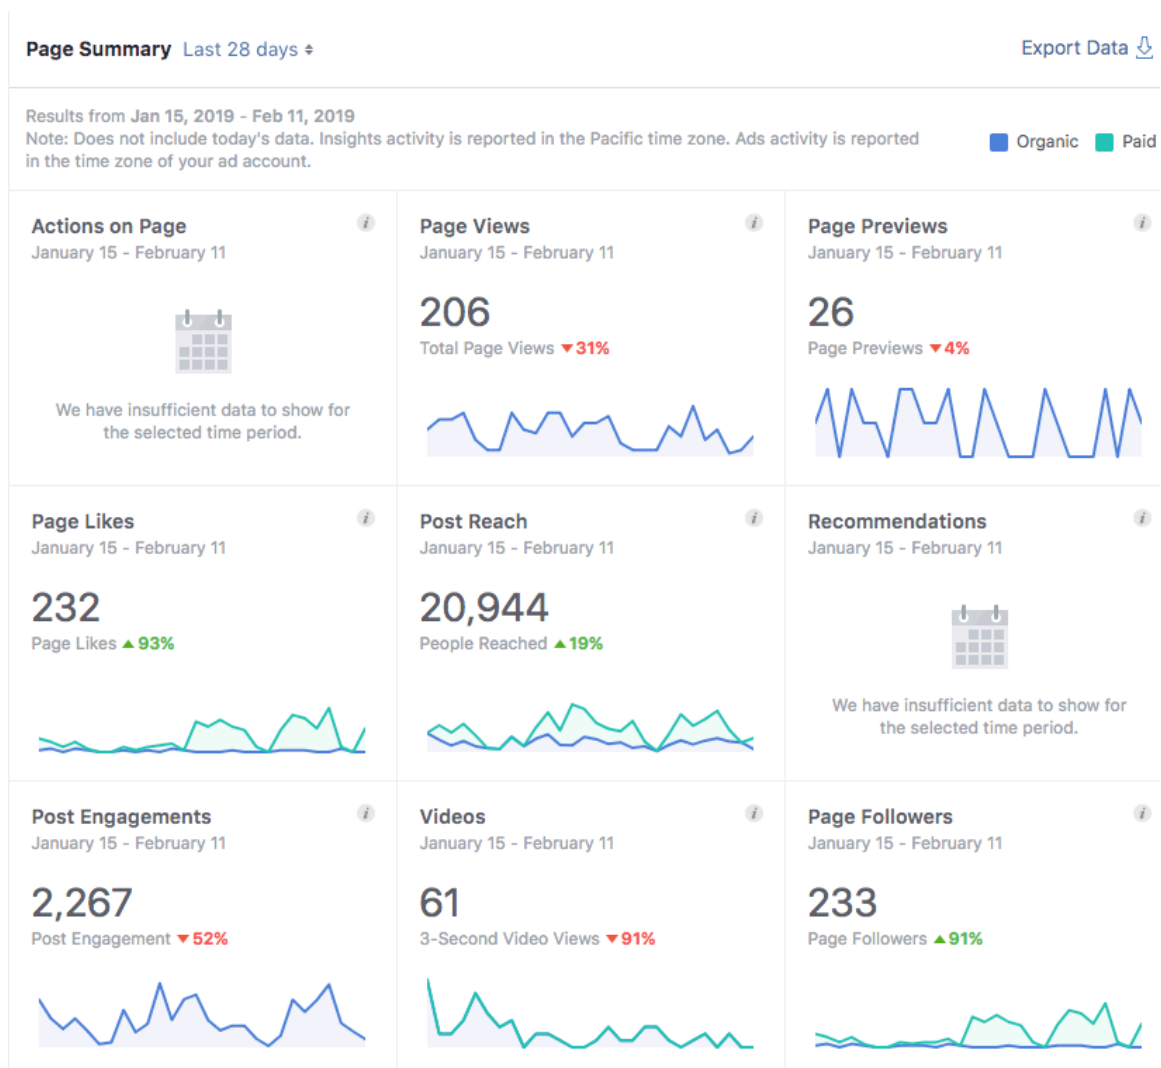 Page Summary Last 28 days
Export Data
Results from Jan 15, 2019 - Feb 11, 2019
Note: Does not include today's data. Insights activity is reported in the Pacific time zone. Ads activity is reported
in the time zone of your ad account.
Organic Paid
Actions on Page
January 15 - February 11
We have insufficient data to show for
the selected time period.
Page Views
January 15 - February 11
206
Total Page Views ▼31%
Page Previews
January 15 - February 11
26
Page Previews ▼4%
Page Likes
January 15 - February 11
232
Page Likes ▲93%
Post Reach
January 15 - February 11
20,944
People Reached ▲19%
Recommendations
January 15 - February 11
We have insufficient data to show for
the selected time period.
Post Engagements
January 15 - February 11
2,267
Post Engagement ▼52%
Videos
January 15 - February 11
61
3-Second Video Views ▼91%
Page Followers
January 15 - February 11
233
Page Followers ▲91%